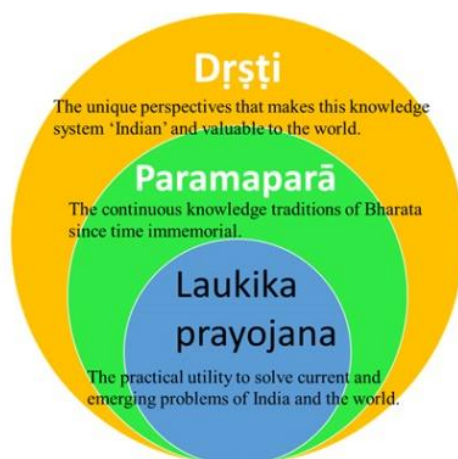 Dṛṣṭi
The unique perspectives that makes this knowledge
system ‘Indian’ and valuable to the world.
Paramaparā
The continuous knowledge traditions of Bharata
since time immemorial.
Laukika
prayojana
The practical utility to solve current and
emerging problems of India and the world.